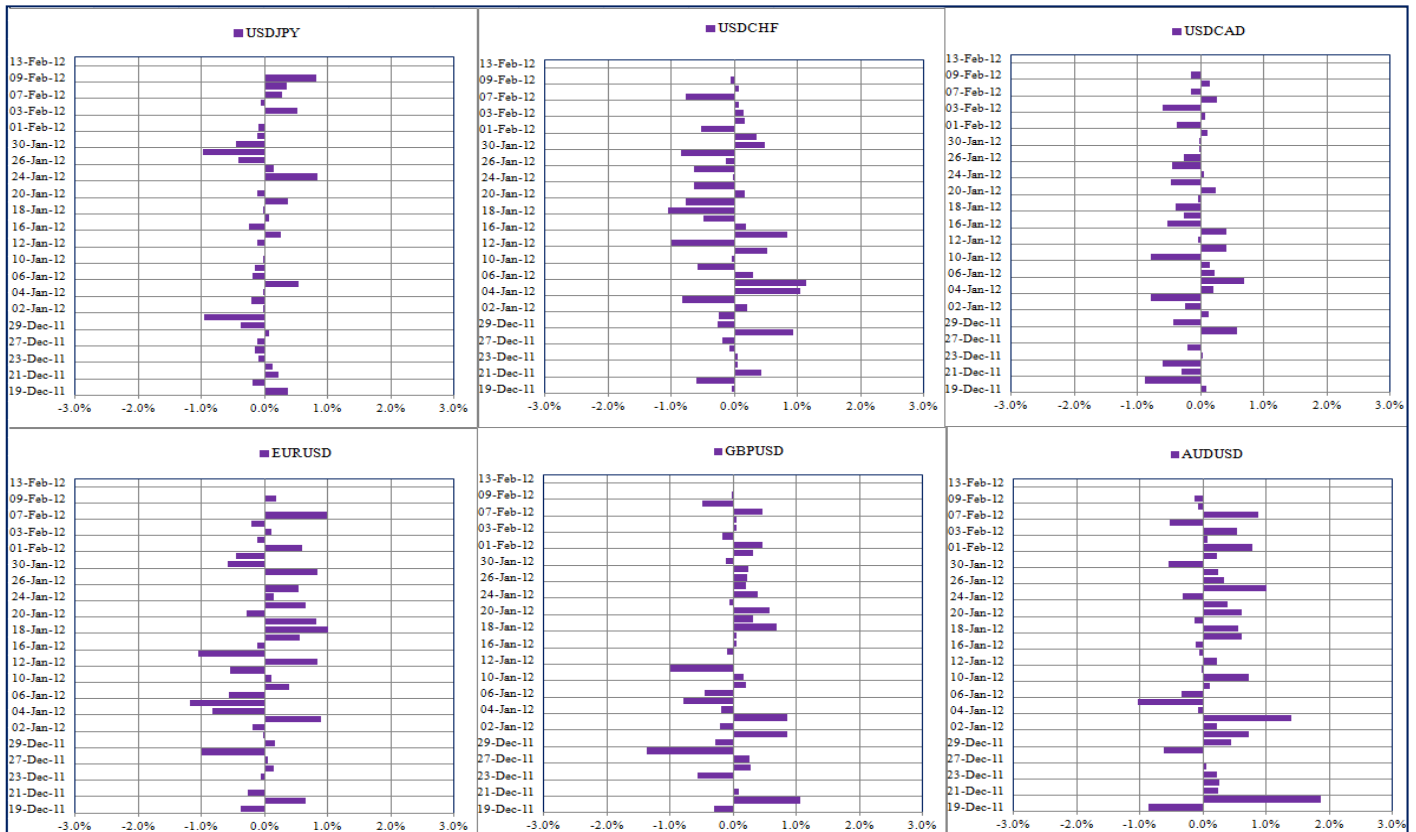 USDJPY
13-Feb-12
09-Feb-12
07-Feb-12
03-Feb-12
01-Feb-12
30-Jan-12
26-Jan-12
24-Jan-12
20-Jan-12
18-Jan-12
16-Jan-12
12-Jan-12
10-Jan-12
06-Jan-12
04-Jan-12
02-Jan-12
29-Dec-11
27-Dec-11
23-Dec-11
21-Dec-11
19-Dec-11
-3.0% -2.0% -1.0% 0.0% 1.0% 2.0% 3.0%
USDCHF
13-Feb-12
09-Feb-12
07-Feb-12
03-Feb-12
01-Feb-12
30-Jan-12
26-Jan-12
24-Jan-12
20-Jan-12
18-Jan-12
16-Jan-12
12-Jan-12
10-Jan-12
06-Jan-12
04-Jan-12
02-Jan-12
29-Dec-11
27-Dec-11
23-Dec-11
21-Dec-11
19-Dec-11
-3.0% -2.0% -1.0% 0.0% 1.0% 2.0% 3.0%
USDCAD
13-Feb-12
09-Feb-12
07-Feb-12
03-Feb-12
01-Feb-12
30-Jan-12
26-Jan-12
24-Jan-12
20-Jan-12
18-Jan-12
16-Jan-12
12-Jan-12
10-Jan-12
06-Jan-12
04-Jan-12
02-Jan-12
29-Dec-11
27-Dec-11
23-Dec-11
21-Dec-11
19-Dec-11
-3.0% -2.0% -1.0% 0.0% 1.0% 2.0% 3.0%
EURUSD
13-Feb-12
09-Feb-12
07-Feb-12
03-Feb-12
01-Feb-12
30-Jan-12
26-Jan-12
24-Jan-12
20-Jan-12
18-Jan-12
16-Jan-12
12-Jan-12
10-Jan-12
06-Jan-12
04-Jan-12
02-Jan-12
29-Dec-11
27-Dec-11
23-Dec-11
21-Dec-11
19-Dec-11
-3.0% -2.0% -1.0% 0.0% 1.0% 2.0% 3.0%
GBPUSD
13-Feb-12
09-Feb-12
07-Feb-12
03-Feb-12
01-Feb-12
30-Jan-12
26-Jan-12
24-Jan-12
20-Jan-12
18-Jan-12
16-Jan-12
12-Jan-12
10-Jan-12
06-Jan-12
04-Jan-12
02-Jan-12
29-Dec-11
27-Dec-11
23-Dec-11
21-Dec-11
19-Dec-11
-3.0% -2.0% -1.0% 0.0% 1.0% 2.0% 3.0%
AUDUSD
13-Feb-12
09-Feb-12
07-Feb-12
03-Feb-12
01-Feb-12
30-Jan-12
26-Jan-12
24-Jan-12
20-Jan-12
18-Jan-12
16-Jan-12
12-Jan-12
10-Jan-12
06-Jan-12
04-Jan-12
02-Jan-12
29-Dec-11
27-Dec-11
23-Dec-11
21-Dec-11
19-Dec-11
-3.0% -2.0% -1.0% 0.0% 1.0% 2.0% 3.0%